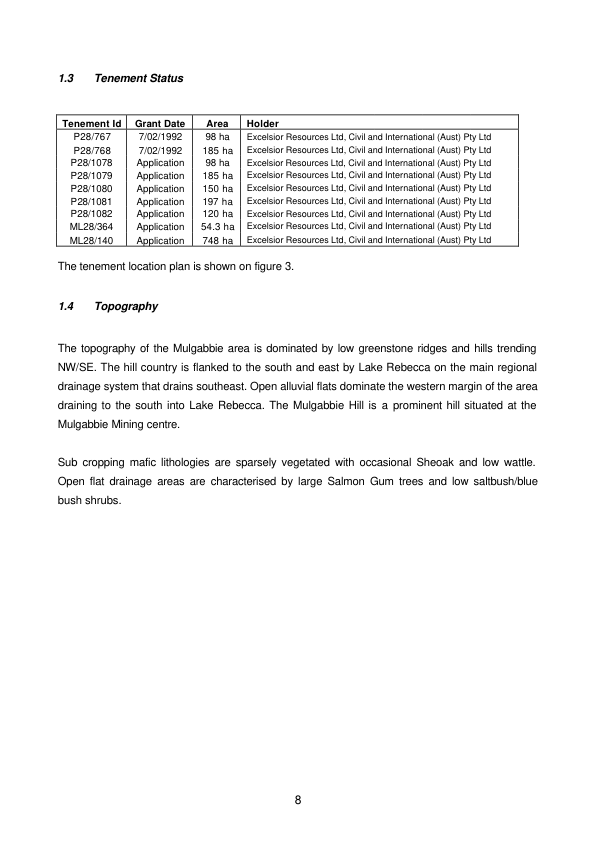 1.3 Tenement Status
Tenement Id Grant Date Area Holder
P28/767 7/02/1992 98 ha Excelsior Resources Ltd, Civil and International (Aust) Pty Ltd
P28/768 7/02/1992 185 ha Excelsior Resources Ltd, Civil and International (Aust) Pty Ltd
P28/1078 Application 98 ha Excelsior Resources Ltd, Civil and International (Aust) Pty Ltd
P28/1079 Application 185 ha Excelsior Resources Ltd, Civil and International (Aust) Pty Ltd
P28/1080 Application 150 ha Excelsior Resources Ltd, Civil and International (Aust) Pty Ltd
P28/1081 Application 197 ha Excelsior Resources Ltd, Civil and International (Aust) Pty Ltd
P28/1082 Application 120 ha Excelsior Resources Ltd, Civil and International (Aust) Pty Ltd
ML28/364 Application 54.3 ha Excelsior Resources Ltd, Civil and International (Aust) Pty Ltd
ML28/140 Application 748 ha Excelsior Resources Ltd, Civil and International (Aust) Pty Ltd
The tenement location plan is shown on figure 3.
1.4 Topography
The topography of the Mulgabbie area is dominated by low greenstone ridges and hills trending
NW/SE. The hill country is flanked to the south and east by Lake Rebecca on the main regional
drainage system that drains southeast. Open alluvial flats dominate the western margin of the area
draining to the south into Lake Rebecca. The Mulgabbie Hill is a prominent hill situated at the
Mulgabbie Mining centre.
Sub cropping mafic lithologies are sparsely vegetated with occasional Sheoak and low wattle.
Open flat drainage areas are characterised by large Salmon Gum trees and low saltbush/blue
bush shrubs.
8